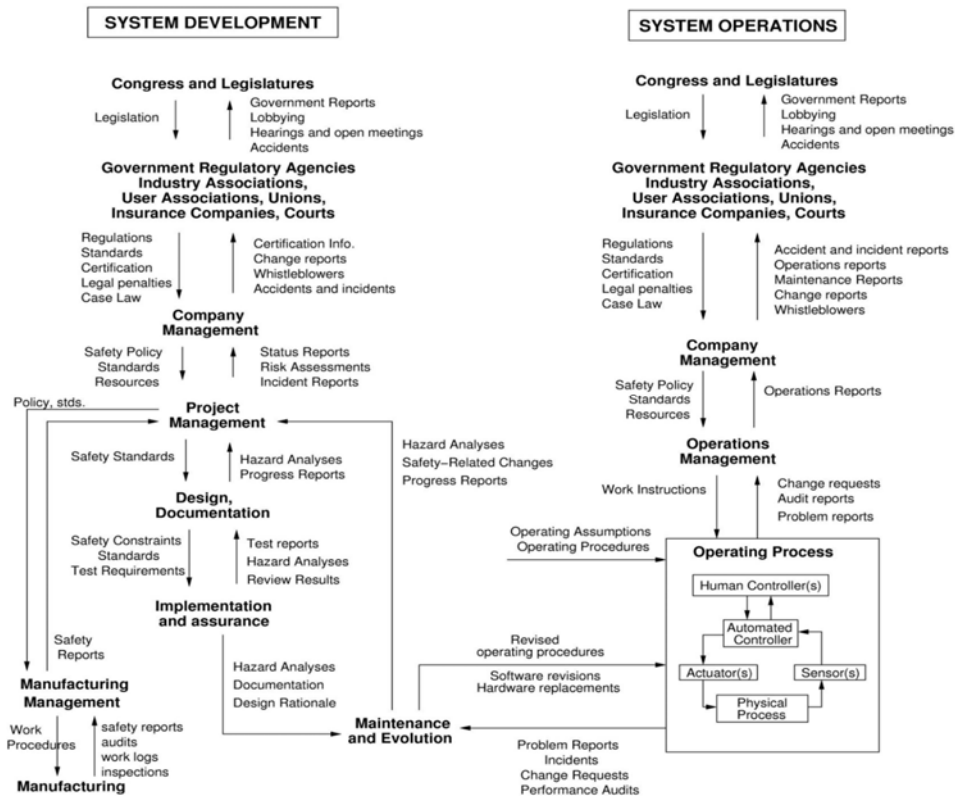 SYSTEM DEVELOPMENT
Congress and Legislatures
Legislation
Government Reports
Lobbying
Hearings and open meetings
Accidents
Government Regulatory Agencies
Industry Associations,
User Associations, Unions,
Insurance Companies, Courts
Regulations
Standards
Certification
Legal penalties
Case Law
Certification Info.
Change reports
Whistleblowers
Accidents and incidents
Company
Management
Safety Policy
Standards
Resources
Status Reports
Risk Assessments
Incident Reports
Policy, stds.
Project
Management
Safety Standards
Hazard Analyses
Progress Reports
Hazard Analyses
Safety-Related Changes
Progress Reports
Design,
Documentation
Safety Constraints
Standards
Test Requirements
Test reports
Hazard Analyses
Review Results
Implementation
and assurance
Safety
Reports
Hazard Analyses
Documentation
Design Rationale
Manufacturing
Management
Work
Procedures
safety reports
audits
work logs
inspections
Manufacturing
Maintenance
and Evolution
SYSTEM OPERATIONS
Congress and Legislatures
Legislation
Government Reports
Lobbying
Hearings and open meetings
Accidents
Government Regulatory Agencies
Industry Associations,
User Associations, Unions,
Insurance Companies, Courts
Regulations
Standards
Certification
Legal penalties
Case Law
Accident and incident reports
Operations reports
Maintenance Reports
Change reports
Whistleblowers
Company
Management
Safety Policy
Standards
Resources
Operations Reports
Operations
Management
Work Instructions
Change requests
Audit reports
Problem reports
Operating Assumptions
Operating Procedures
Operating Process
Human Controller(s)
Automated
Controller
Actuator(s)
Sensor(s)
Physical
Process
Revised
operating procedures
Software revisions
Hardware replacements
Problem Reports
Incidents
Change Requests
Performance Audits